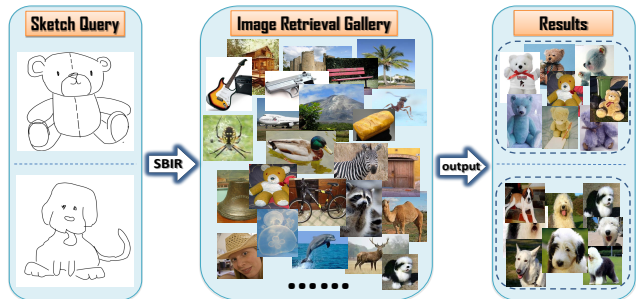 Sketch Query
Image Retrieval Gallery
Results
SBIR
output
......